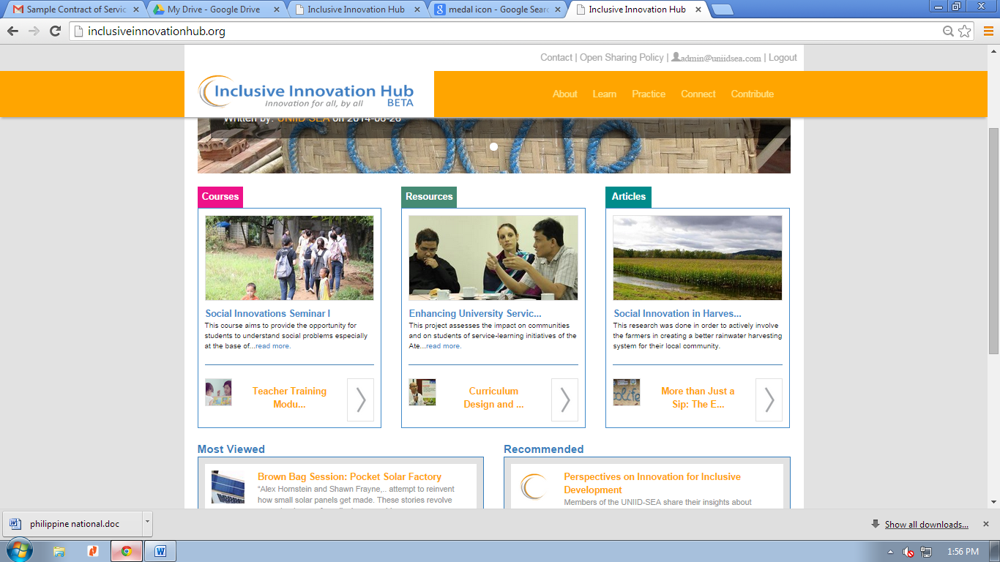 Sample Contract of Servic
My Drive - Google Drive
Inclusive Innovation Hub
medal icon - Google Searc
Inclusive Innovation Hub
inclusiveinnovationhub.org
Contact | Open Sharing Policy | admin@uniidsea.com | Logout
Inclusive Innovation Hub
BETA
Innovation for all, by all
About Learn Practice Connect Contribute
Written by: UNIID SEA on 2014-06-26
Courses
Social Innovations Seminar I
This course aims to provide the opportunity for
students to understand social problems especially
at the base of...read more.
Teacher Training
Modu...
Resources
Enhancing University Servic...
This project assesses the impact on communities
and on students of service-learning initiatives of the
Ate...read more.
Curriculum
Design and ...
Articles
Social Innovation in Harves...
This research was done in order to actively involve
the farmers in creating a better rainwater harvesting
system for their local community.
More than Just a
Sip: The E...
Most Viewed
Brown Bag Session: Pocket Solar Factory
“Alex Hornstein and Shawn Frayne,.. attempt to reinvent
how small solar panels get made. These stories revolve
Recommended
Perspectives on Innovation for Inclusive
Development
Members of the UNIID-SEA share their insights about
philippine national.doc
Show all downloads...
1:56 PM